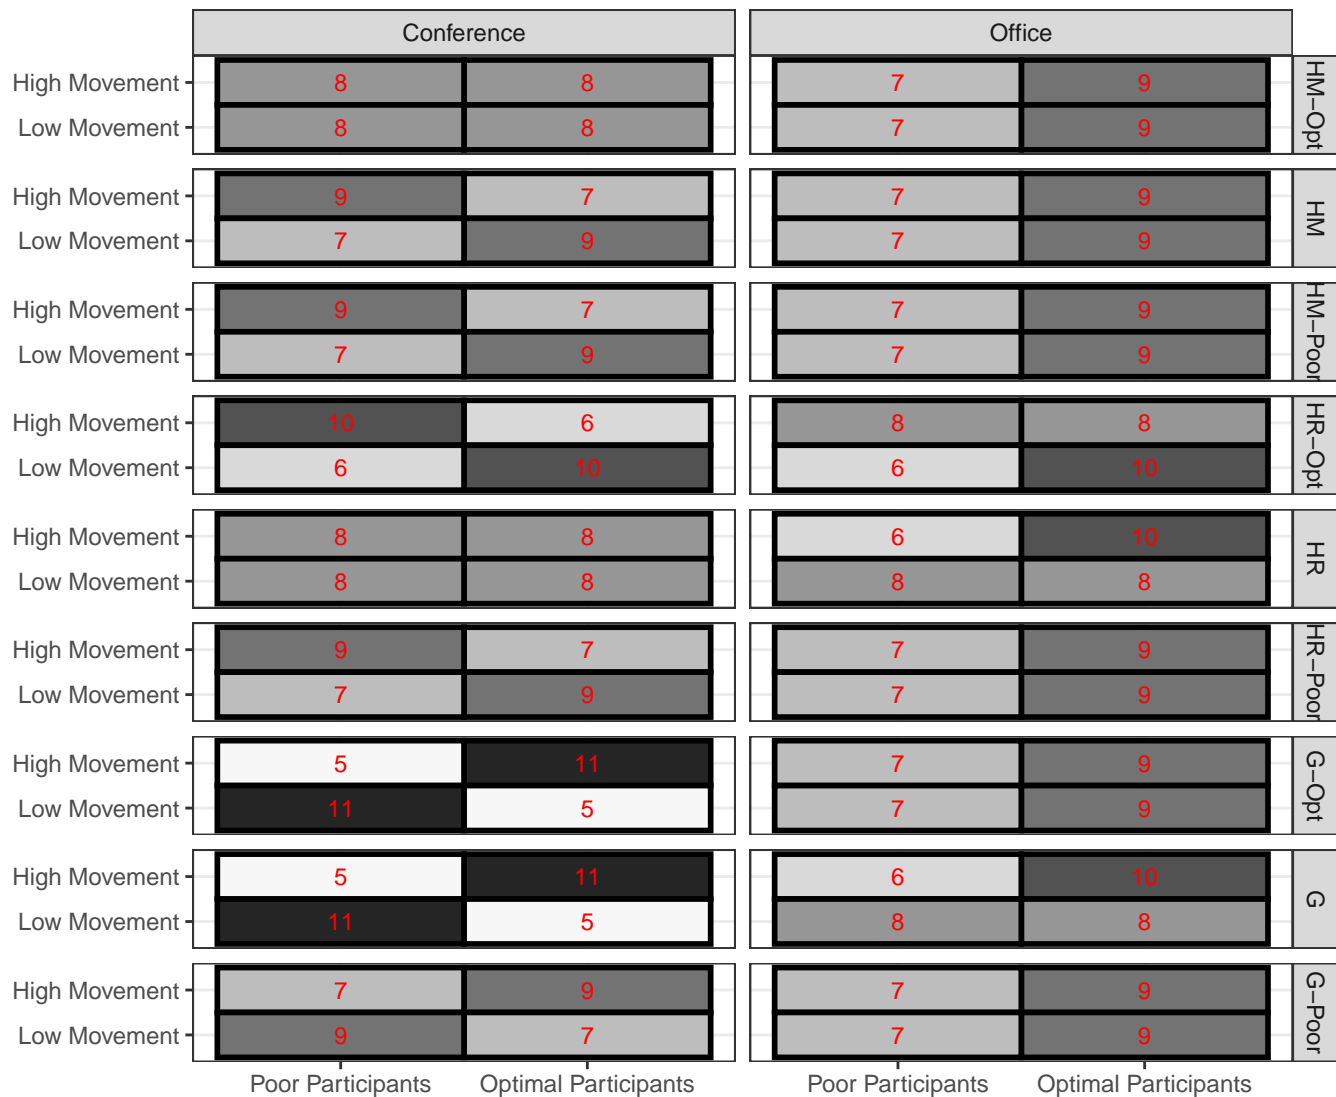 Conference Office
High Movement 8 8 7 9
Low Movement 8 8 7 9
HM-Opt
High Movement 9 7 7 9
Low Movement 7 9 7 9
HM
High Movement 9 7 7 9
Low Movement 7 9 7 9
HM-Poor
High Movement 10 6 8 8
Low Movement 6 10 6 10
HR-Opt
High Movement 8 8 6 10
Low Movement 8 8 8 8
HR
High Movement 9 7 7 9
Low Movement 7 9 7 9
HR-Poor
High Movement 5 11 7 9
Low Movement 11 5 7 9
G-Opt
High Movement 5 11 6 10
Low Movement 11 5 8 8
G
High Movement 7 9 7 9
Low Movement 9 7 7 9
G-Poor
Poor Participants Optimal Participants Poor Participants Optimal Participants